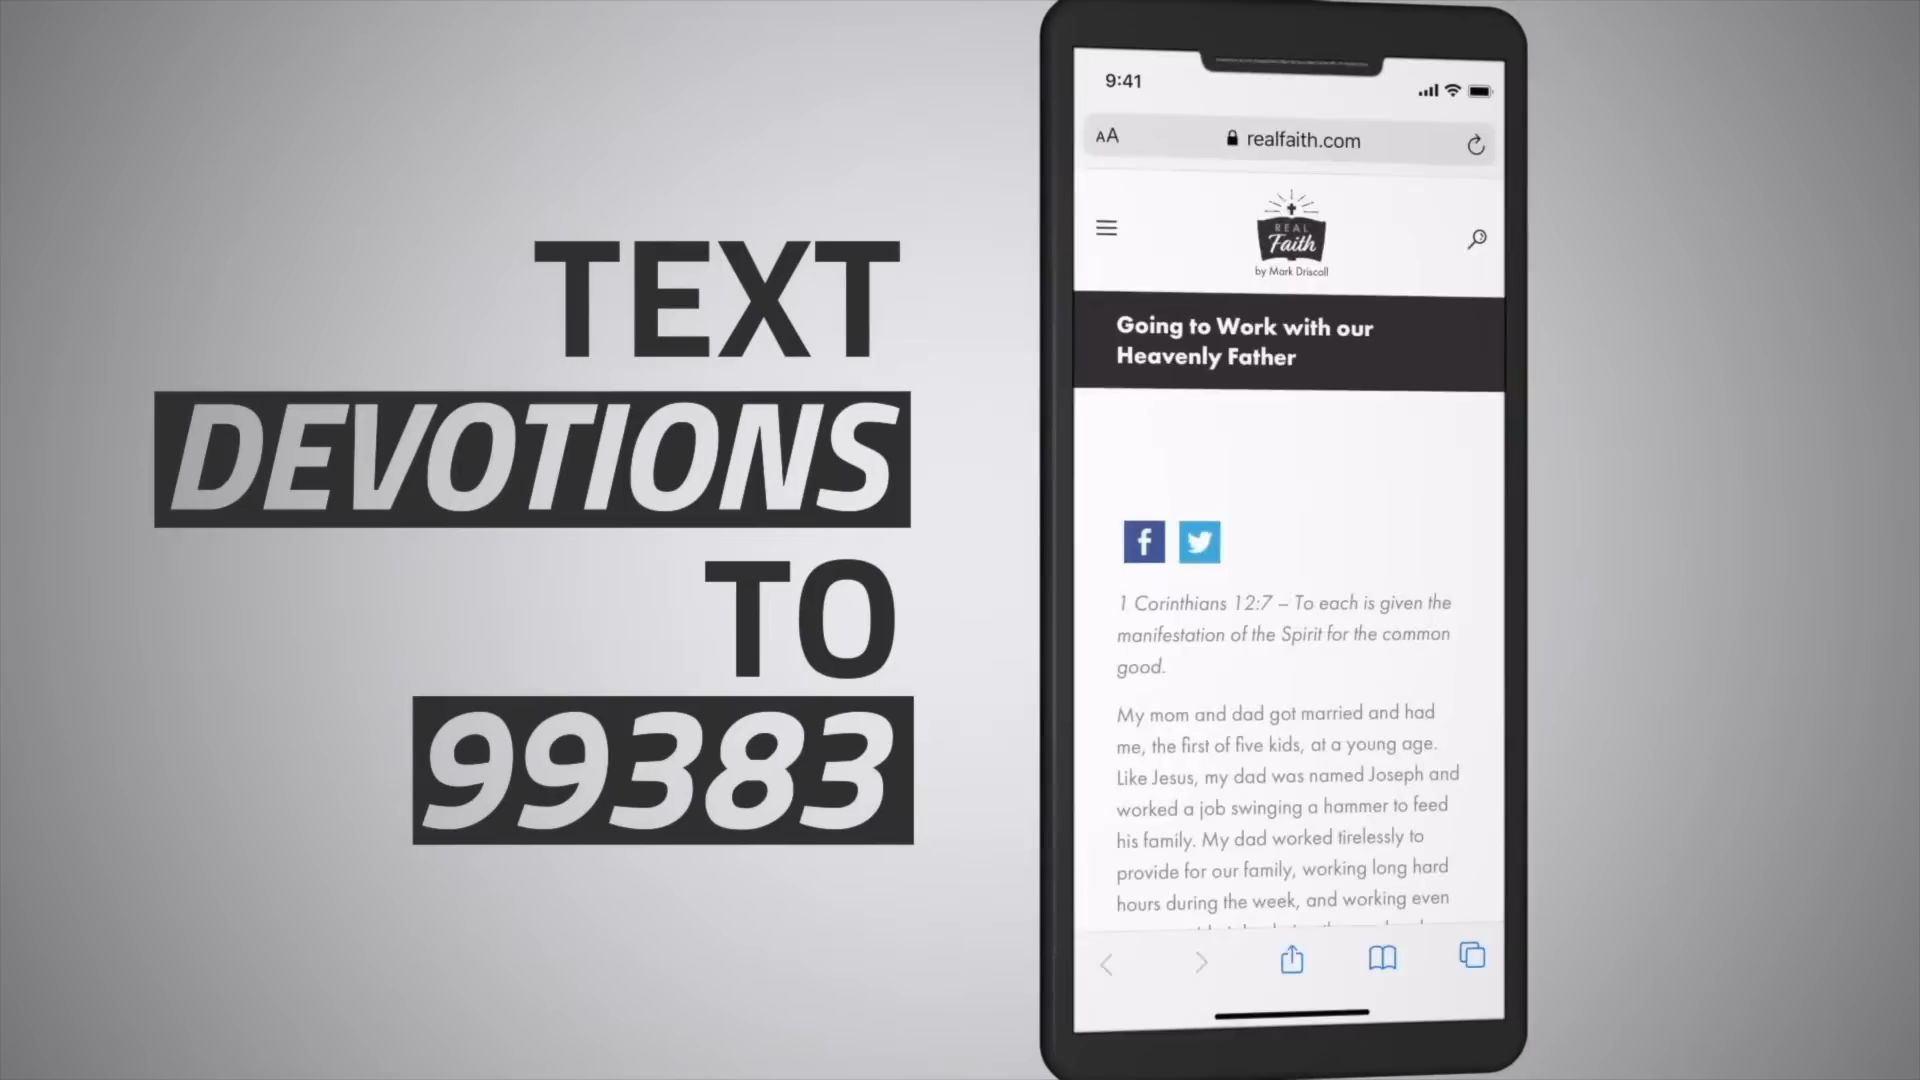 TEXT
DEVOTIONS
TO
99383
9:41
AA
realfaith.com
REAL
Faith
by Mark Driscoll
Going to Work with our
Heavenly Father
1 Corinthians 12:7 – To each is given the
manifestation of the Spirit for the common
good.
My mom and dad got married and had
me, the first of five kids, at a young age.
Like Jesus, my dad was named Joseph and
worked a job swinging a hammer to feed
his family. My dad worked tirelessly to
provide for our family, working long hard
hours during the week, and working even